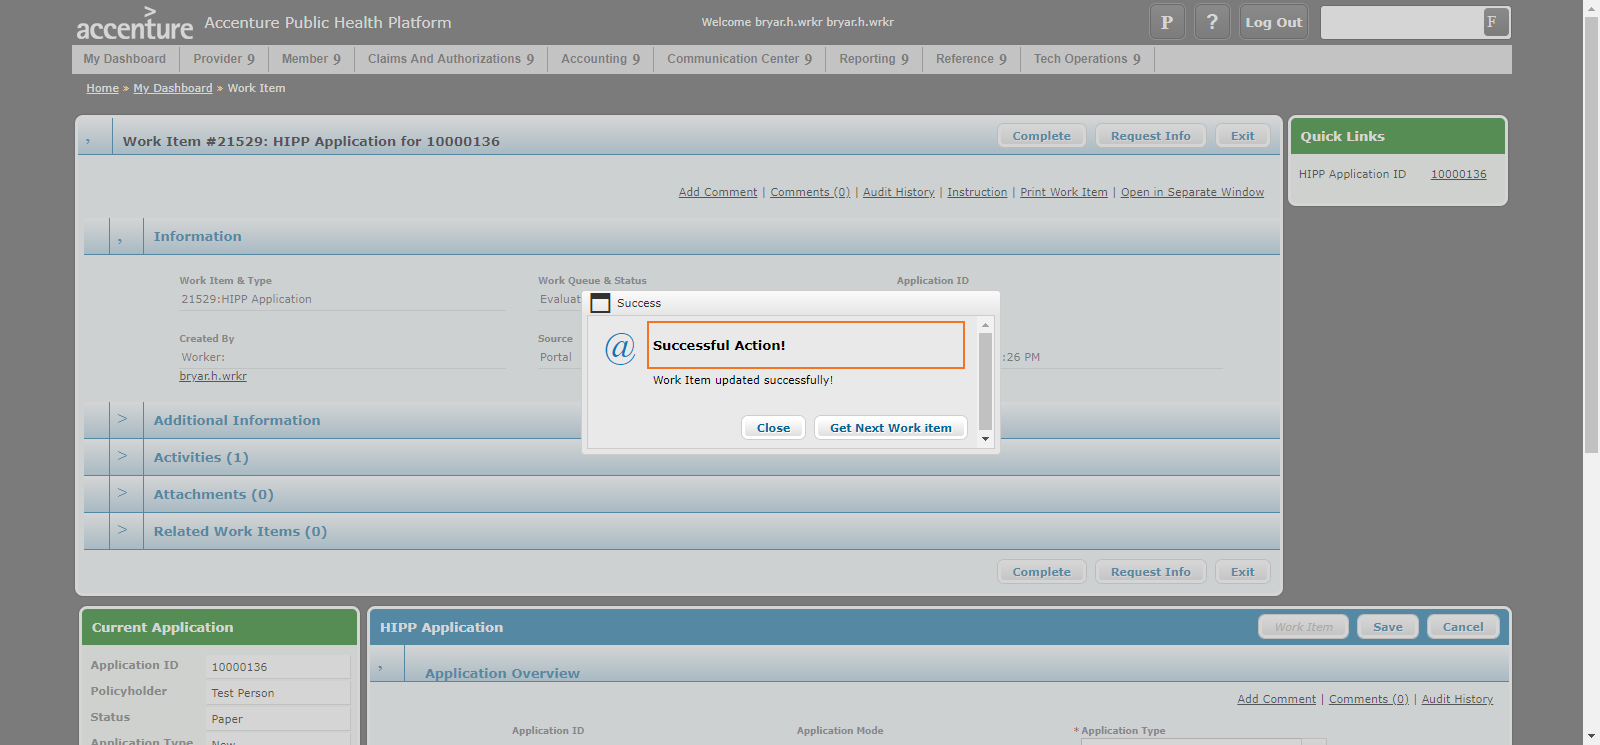 accenture
Accenture Public Health Platform
Welcome bryar.h.wrkr bryar.h.wrkr
P
?
Log Out
F
My Dashboard
Provider 9
Member 9
Claims And Authorizations 9
Accounting 9
Communication Center 9
Reporting 9
Reference 9
Tech Operations 9
Home » My Dashboard » Work Item
, Work Item #21529: HIPP Application for 10000136
Complete
Request Info
Exit
Quick Links
HIPP Application ID 10000136
Add Comment | Comments (0) | Audit History | Instruction | Print Work Item | Open in Separate Window
, Information
Work Item & Type
21529:HIPP Application
Work Queue & Status
Evaluat
Application ID
Created By
Worker:
bryar.h.wrkr
Source
Portal
:26 PM
Success
@
Successful Action!
Work Item updated successfully!
Close
Get Next Work item
> Additional Information
> Activities (1)
> Attachments (0)
> Related Work Items (0)
Complete
Request Info
Exit
Current Application
Application ID 10000136
Policyholder Test Person
Status Paper
Application Type New
HIPP Application
Work Item
Save
Cancel
, Application Overview
Add Comment | Comments (0) | Audit History
Application ID
Application Mode
* Application Type